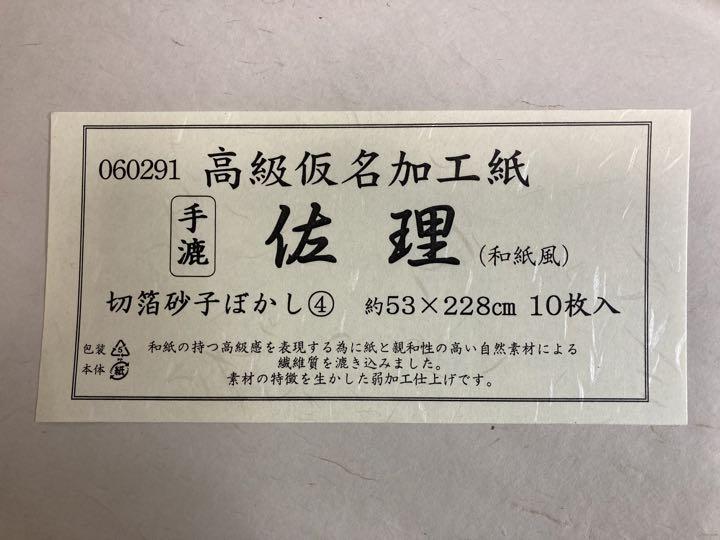 060291 高級仮名加工紙
手漉 佐理 (和紙風)
切箔砂子ぼかし④ 約53×228cm 10枚入
包装 5 和紙の持つ高級感を表現する為に紙と親和性の高い自然素材による
本体 紙 繊維質を漉き込みました。
素材の特徴を生かした弱加工仕上げです。